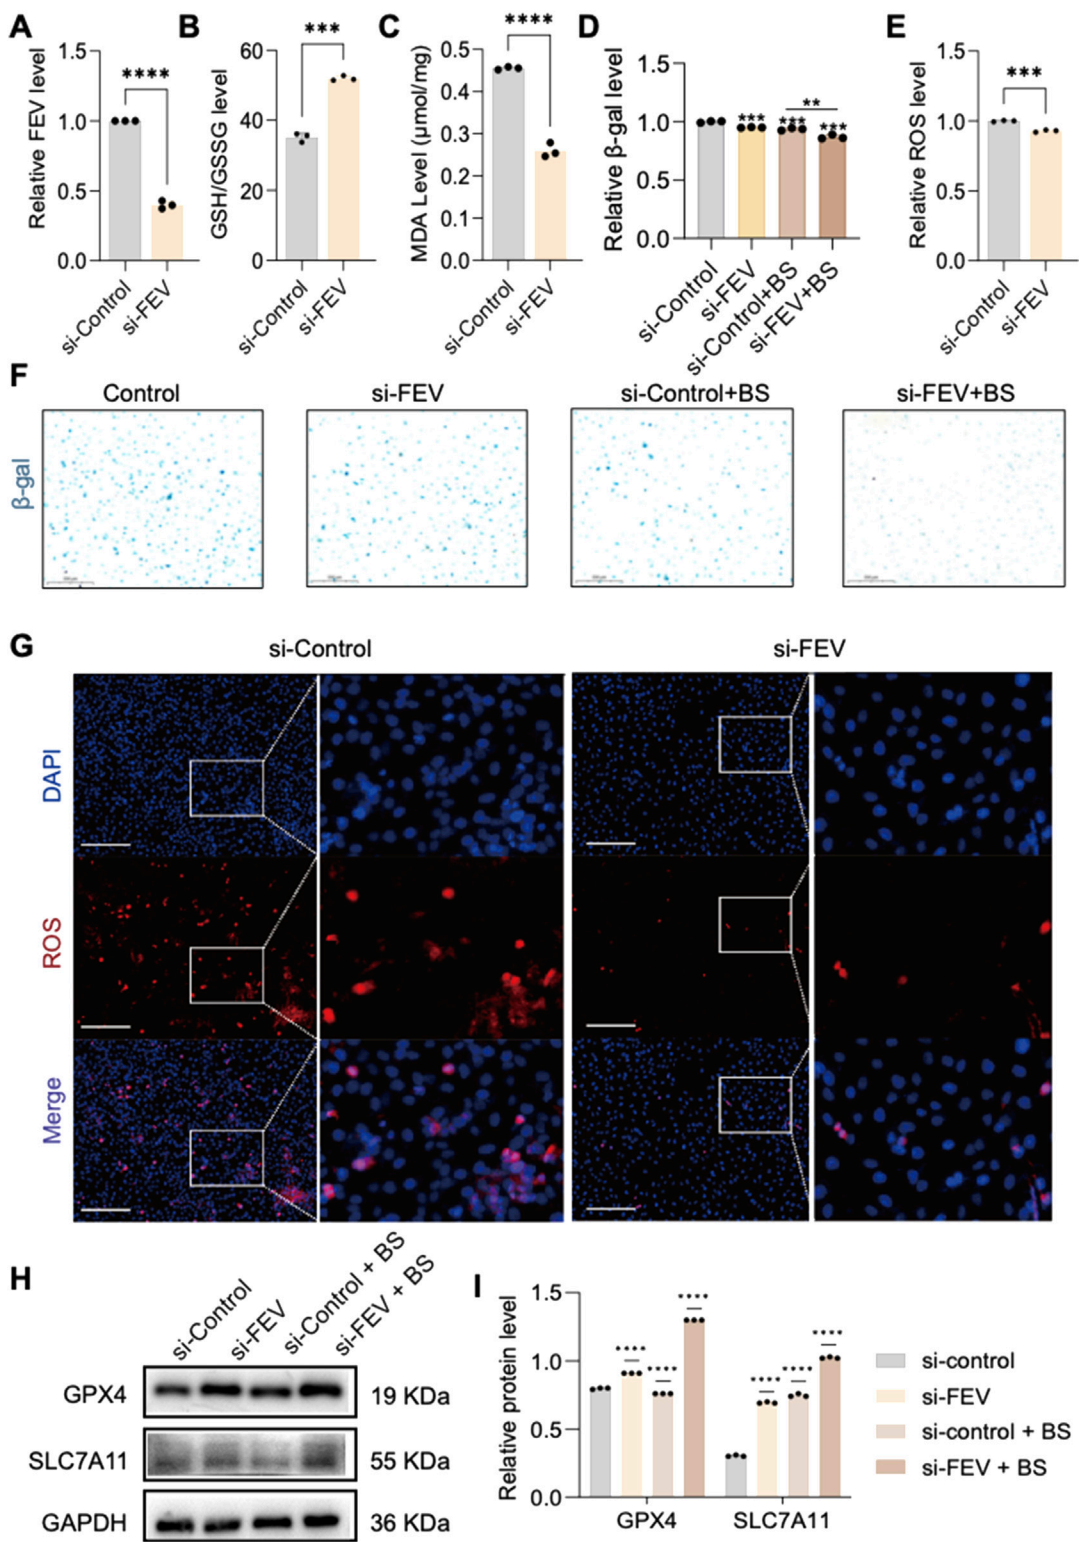 A
Relative FEV level
1.5
1.0
0.5
0.0
****
si-Control
si-FEV
B
GSH/GSSG level
60
40
20
0
***
si-Control
si-FEV
C
MDA Level (μmol/mg)
0.5
0.4
0.3
0.2
0.1
0.0
****
si-Control
si-FEV
D
Relative β-gal level
1.5
1.0
0.5
0.0
***
***
**
***
si-Control
si-FEV
si-Control+BS
si-FEV+BS
E
Relative ROS level
1.5
1.0
0.5
0.0
***
si-Control
si-FEV
F
Control
si-FEV
si-Control+BS
si-FEV+BS
β-gal
G
si-Control
si-FEV
DAPI
ROS
Merge
H
si-Control
si-FEV
si-Control + BS
si-FEV + BS
GPX4
19 KDa
SLC7A11
55 KDa
GAPDH
36 KDa
I
Relative protein level
1.5
1.0
0.5
0.0
****
****
****
****
****
****
GPX4
SLC7A11
si-control
si-FEV
si-control + BS
si-FEV + BS